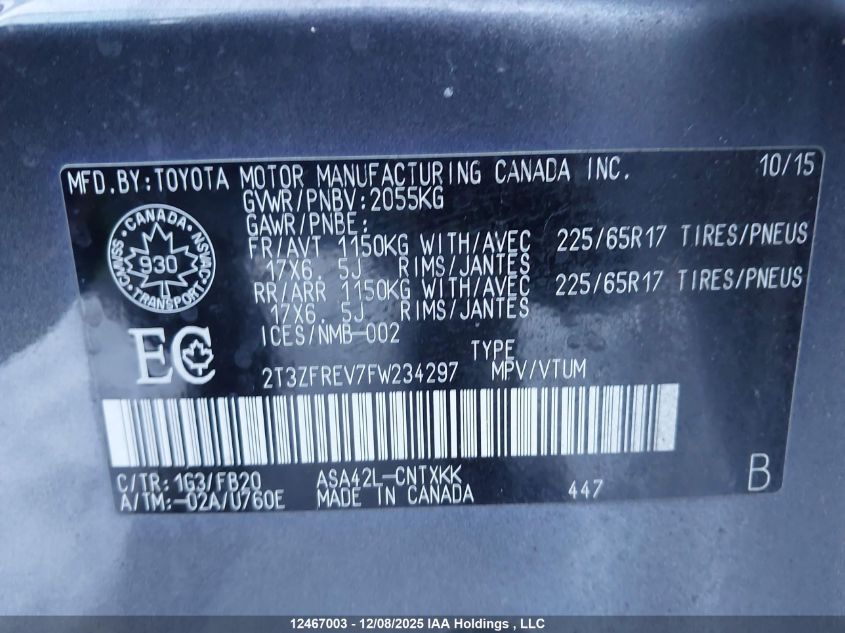 MFD.BY:TOYOTA MOTOR MANUFACTURING CANADA INC. 10/15
GVWR/PNBV:2055KG
GAWR/PNBE:
FR/AVT 1150KG WITH/AVEC 225/65R17 TIRES/PNEUS
17X6. 5J RIMS/JANTES
RR/ARR 1150KG WITH/AVEC 225/65R17 TIRES/PNEUS
17X6. 5J RIMS/JANTES
CANADA
CMVSS 930 NSVAC
TRANSPORT
ICES/NMB-002
EC
TYPE
2T3ZFREV7FW234297 MPV/VTUM
C/TR:1G3/FB20 ASA42L-CNTXKK
A/TM:-02A/U760E MADE IN CANADA 447 B
12467003 - 12/08/2025 IAA Holdings , LLC